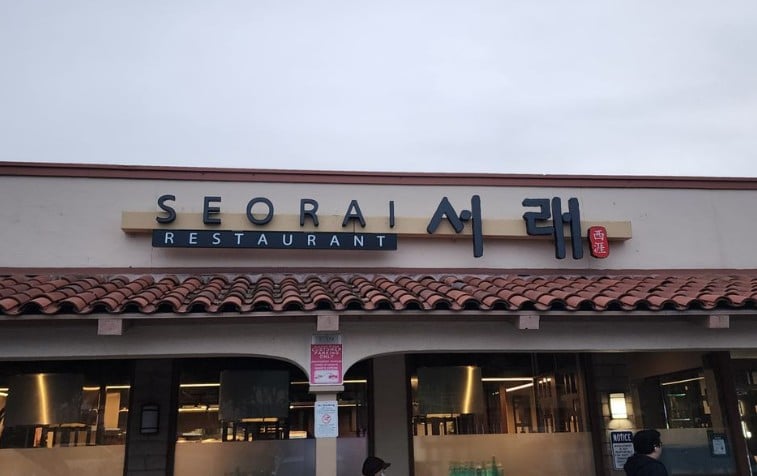 SEORAI 서래
西涯
RESTAURANT
NOTICE